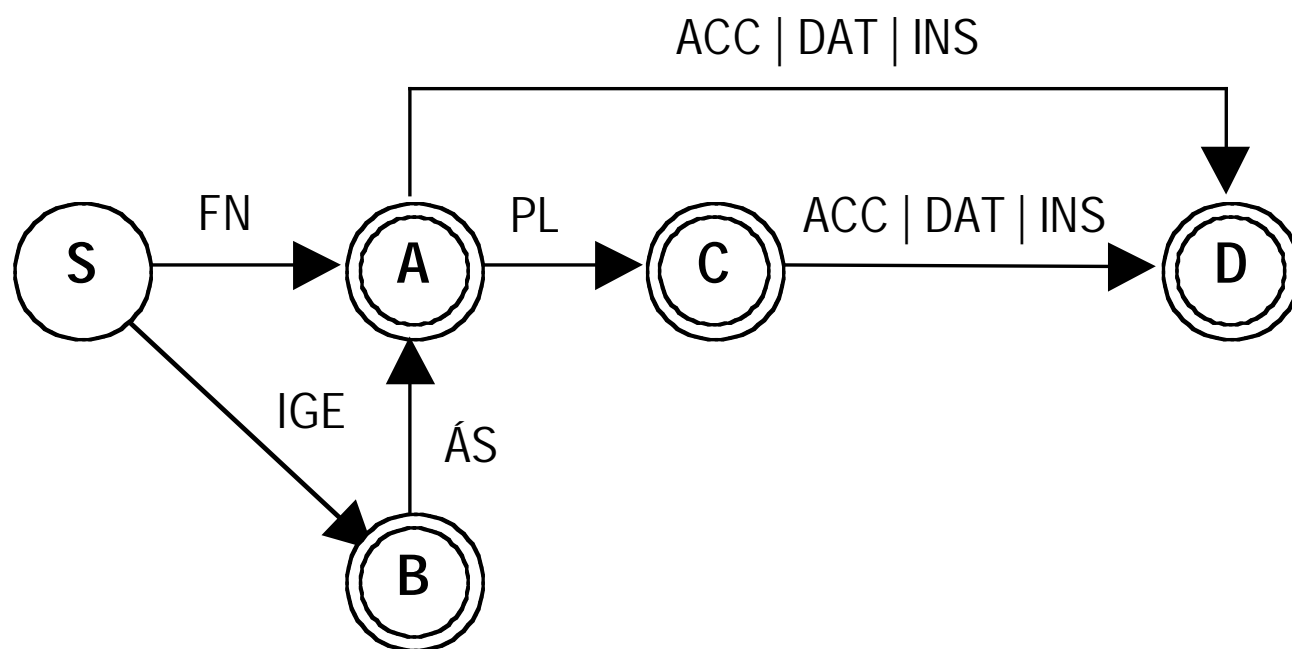 ACC | DAT | INS
FN
PL
ACC | DAT | INS
S
A
C
D
IGE
ÁS
B